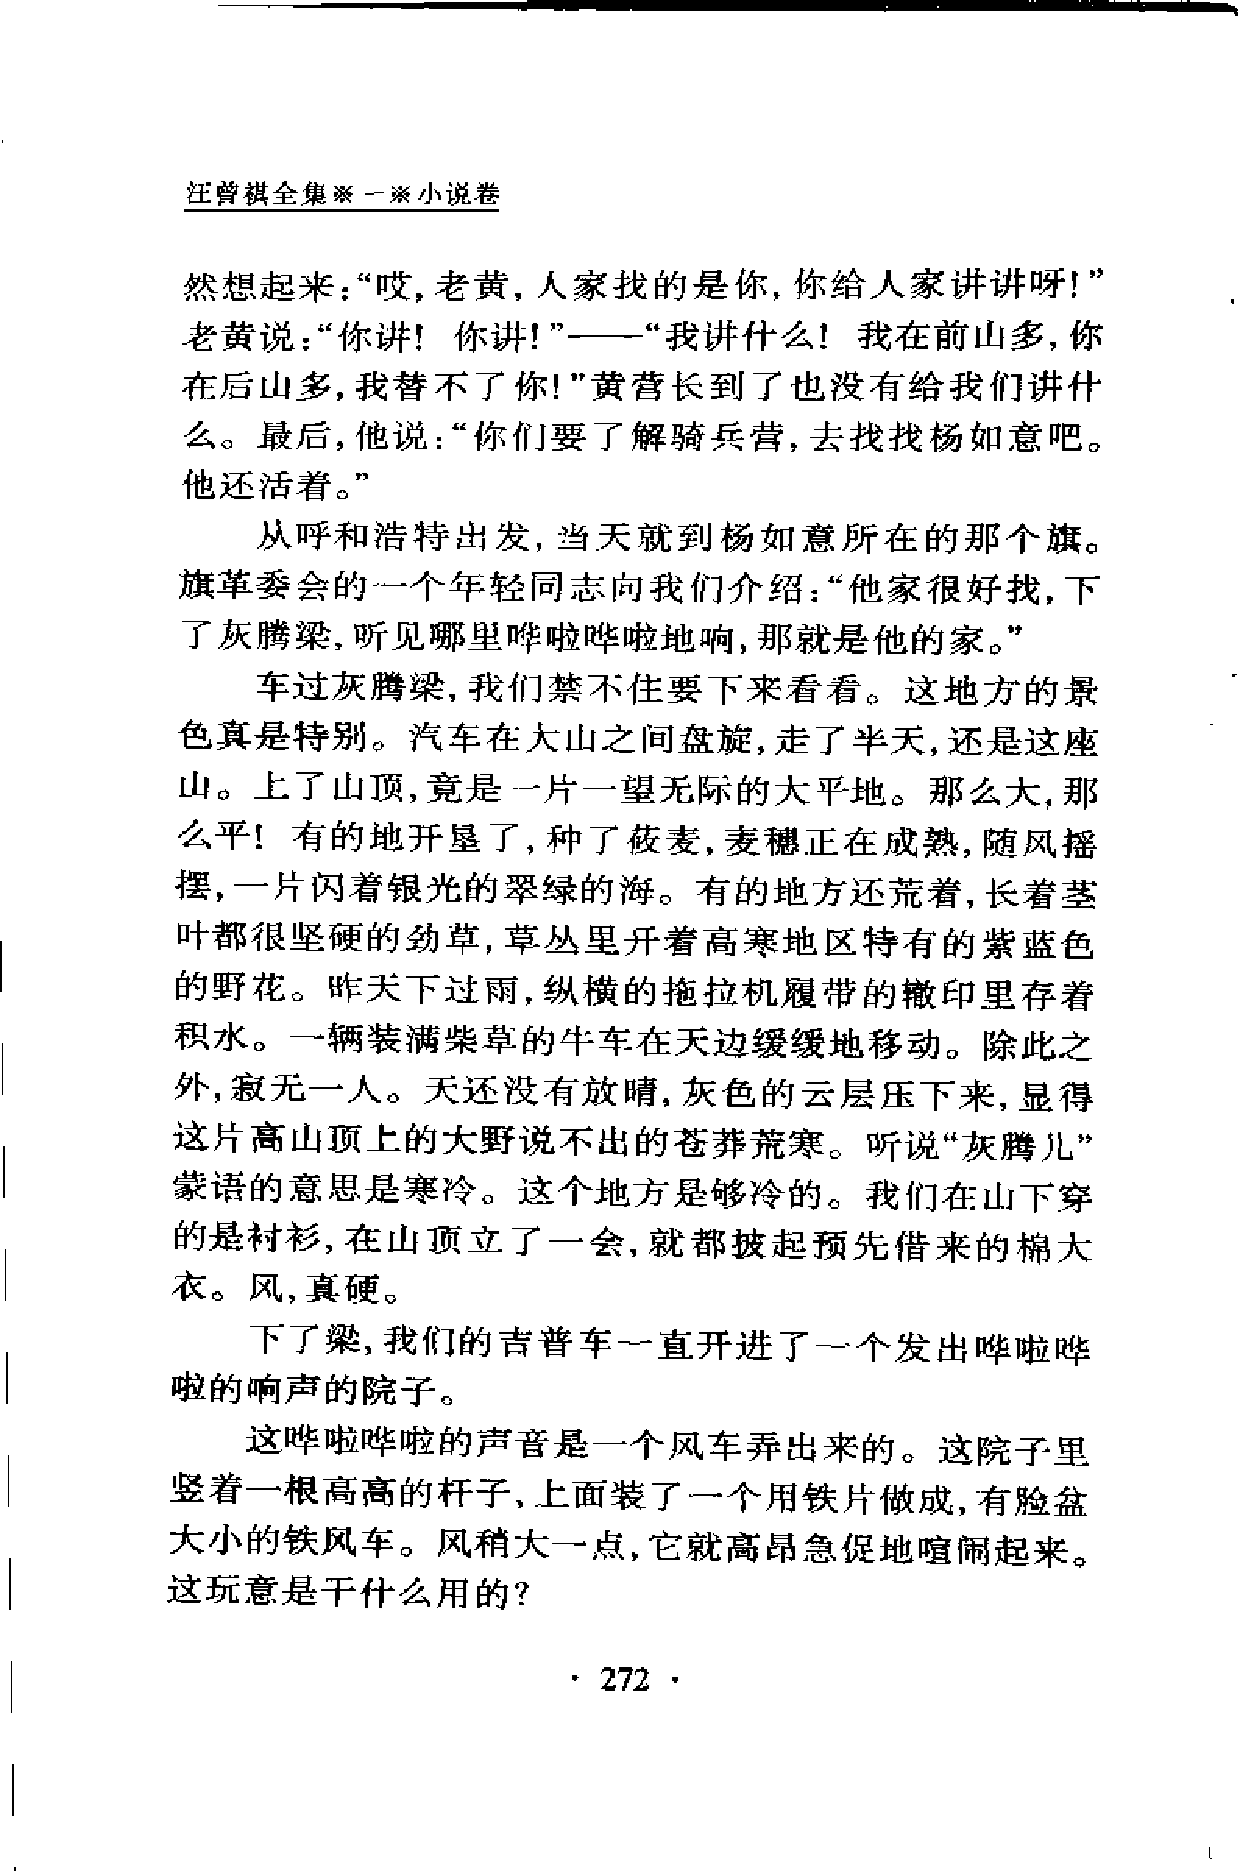 汪曾祺全集※一※小说卷
然想起来：“哎，老黄，人家找的是你，你给人家讲讲呀！”
老黄说：“你讲！你讲！”——“我讲什么！我在前山多，你
在后山多，我替不了你！”黄营长到了也没有给我们讲什
么。最后，他说：“你们要了解骑兵营，去找找杨如意吧。
他还活着。”
从呼和浩特出发，当天就到杨如意所在的那个旗。
旗革委会的一个年轻同志向我们介绍：“他家很好找，下
了灰腾梁，听见哪里哗啦哗啦地响，那就是他的家。”
车过灰腾梁，我们禁不住要下来看看。这地方的景
色真是特别。汽车在大山之间盘旋，走了半天，还是这座
山。上了山顶，竟是一片一望无际的大平地。那么大，那
么平！有的地开垦了，种了莜麦，麦穗正在成熟，随风摇
摆，一片闪着银光的翠绿的海。有的地方还荒着，长着茎
叶都很坚硬的劲草，草丛里开着高寒地区特有的紫蓝色
的野花。昨天下过雨，纵横的拖拉机履带的辙印里存着
积水。一辆装满柴草的牛车在天边缓缓地移动。除此之
外，寂无一人。天还没有放晴，灰色的云层压下来，显得
这片高山顶上的大野说不出的苍莽荒寒。听说“灰腾儿”
蒙语的意思是寒冷。这个地方是够冷的。我们在山下穿
的是衬衫，在山顶立了一会，就都披起预先借来的棉大
衣。风，真硬。
下了梁，我们的吉普车一直开进了一个发出哗啦哗
啦的响声的院子。
这哗啦哗啦的声音是一个风车弄出来的。这院子里
竖着一根高高的杆子、上面装了一个用铁片做成，有脸盆
大小的铁风车。风稍大一点，它就高昂急促地喧闹起来。
这玩意是干什么用的？
· 272 ·